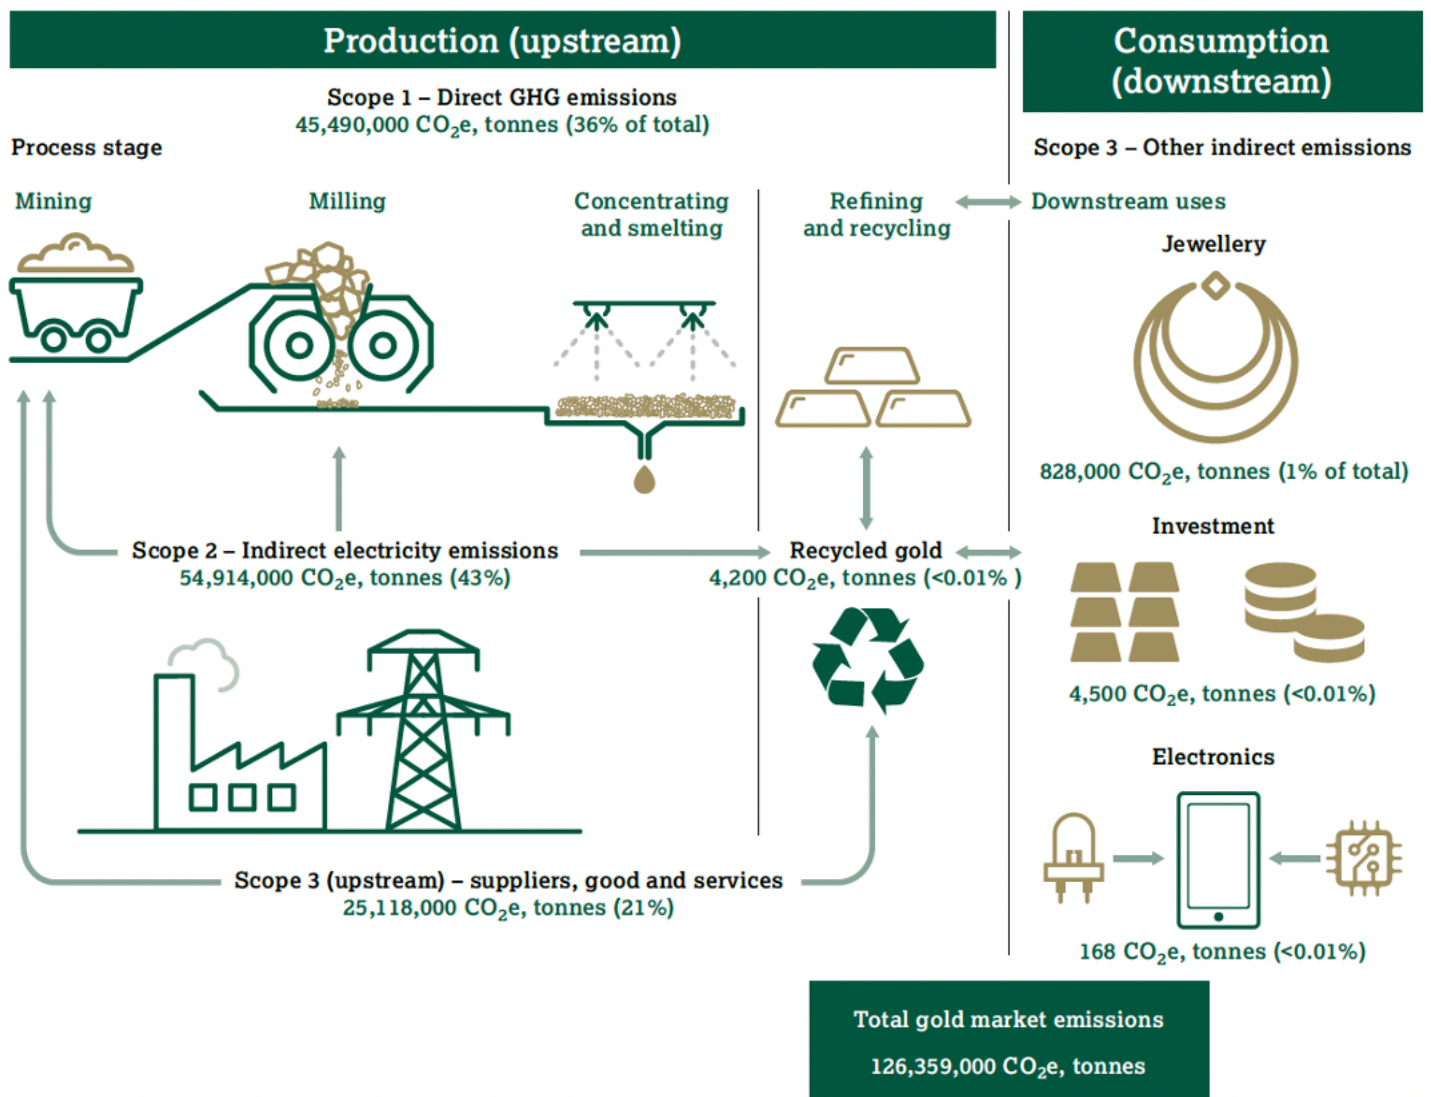 Production (upstream)
Consumption
(downstream)
Scope 1 – Direct GHG emissions
45,490,000 CO₂e, tonnes (36% of total)
Process stage
Scope 3 – Other indirect emissions
Mining
Milling
Concentrating
and smelting
Refining
and recycling
Downstream uses
Jewellery
828,000 CO₂e, tonnes (1% of total)
Investment
Scope 2 – Indirect electricity emissions
54,914,000 CO₂e, tonnes (43%)
Recycled gold
4,200 CO₂e, tonnes (<0.01% )
4,500 CO₂e, tonnes (<0.01%)
Electronics
Scope 3 (upstream) – suppliers, good and services
25,118,000 CO₂e, tonnes (21%)
168 CO₂e, tonnes (<0.01%)
Total gold market emissions
126,359,000 CO₂e, tonnes